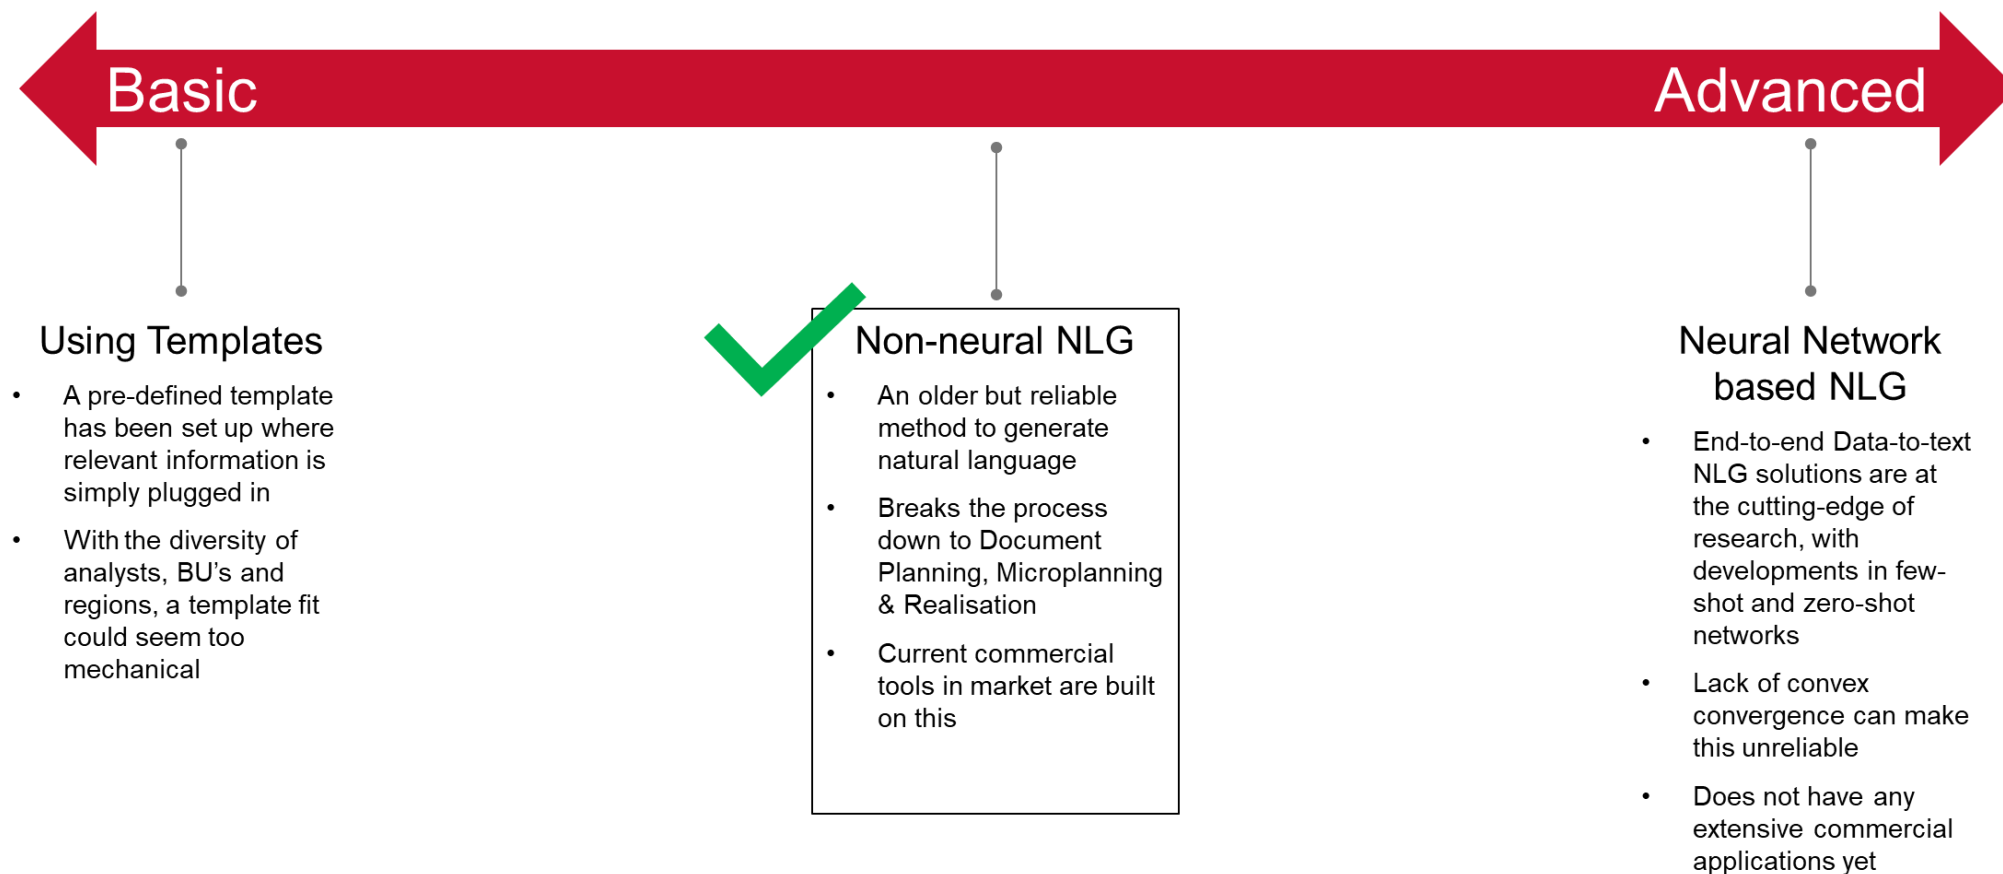 Basic
Advanced
Using Templates
• A pre-defined template
has been set up where
relevant information is
simply plugged in
• With the diversity of
analysts, BU’s and
regions, a template fit
could seem too
mechanical
Non-neural NLG
• An older but reliable
method to generate
natural language
• Breaks the process
down to Document
Planning, Microplanning
& Realisation
• Current commercial
tools in market are built
on this
Neural Network
based NLG
• End-to-end Data-to-text
NLG solutions are at
the cutting-edge of
research, with
developments in few-
shot and zero-shot
networks
• Lack of convex
convergence can make
this unreliable
• Does not have any
extensive commercial
applications yet